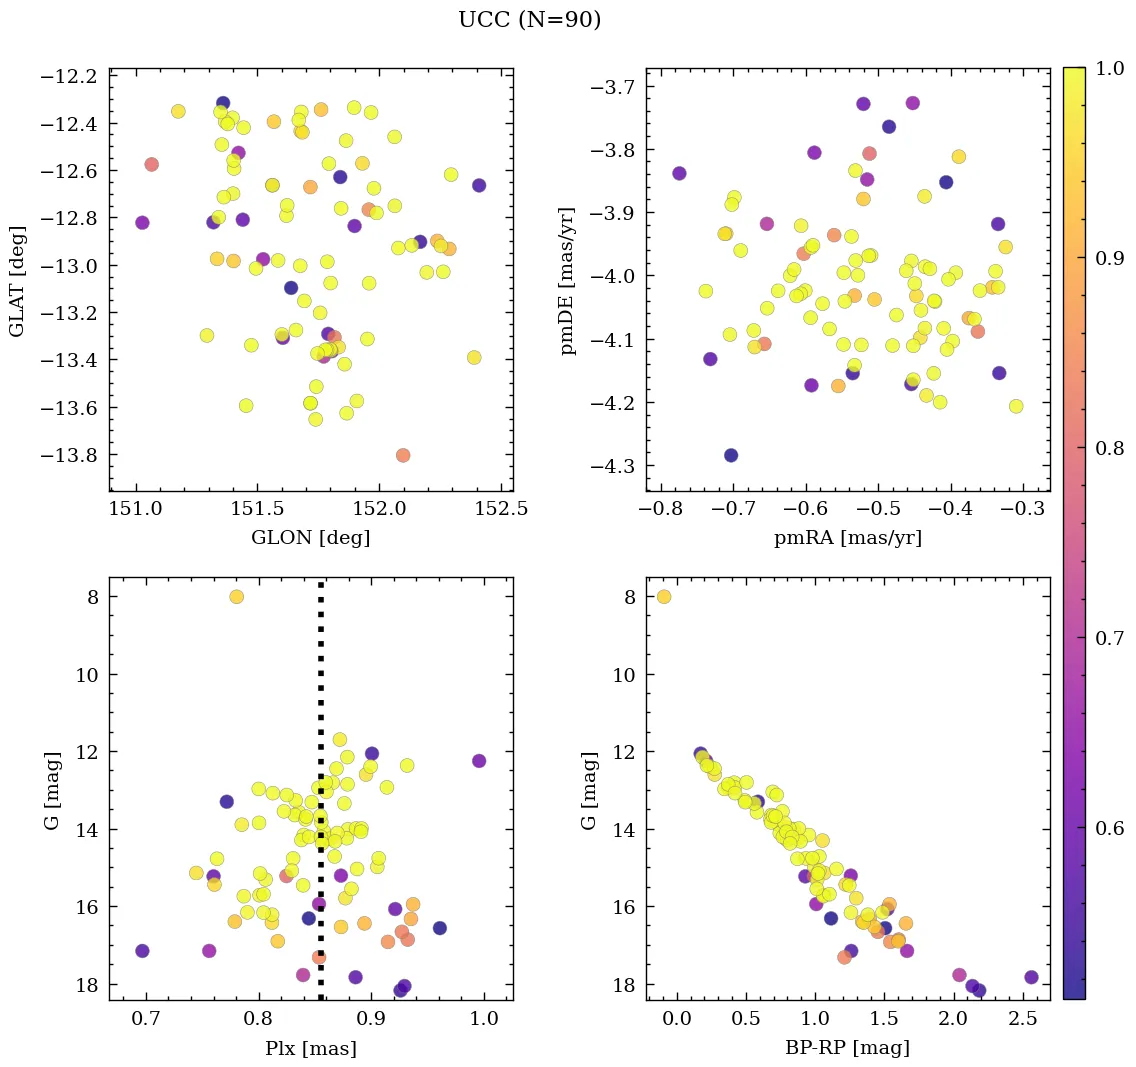 UCC (N=90)
−12.2
−12.4
−12.6
−12.8
−13.0
−13.2
−13.4
−13.6
−13.8
GLAT [deg]
151.0 151.5 152.0 152.5
GLON [deg]
−3.7
−3.8
−3.9
−4.0
−4.1
−4.2
−4.3
pmDE [mas/yr]
−0.8 −0.7 −0.6 −0.5 −0.4 −0.3
pmRA [mas/yr]
8
10
12
14
16
18
G [mag]
0.7 0.8 0.9 1.0
Plx [mas]
8
10
12
14
16
18
G [mag]
0.0 0.5 1.0 1.5 2.0 2.5
BP-RP [mag]
1.0
0.9
0.8
0.7
0.6